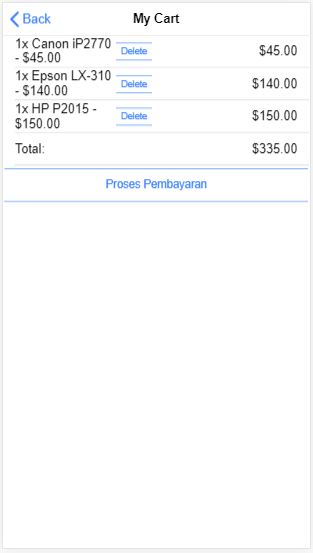 Back My Cart
1x Canon iP2770 Delete $45.00
- $45.00
1x Epson LX-310 Delete $140.00
- $140.00
1x HP P2015 - Delete $150.00
$150.00
Total: $335.00
Proses Pembayaran